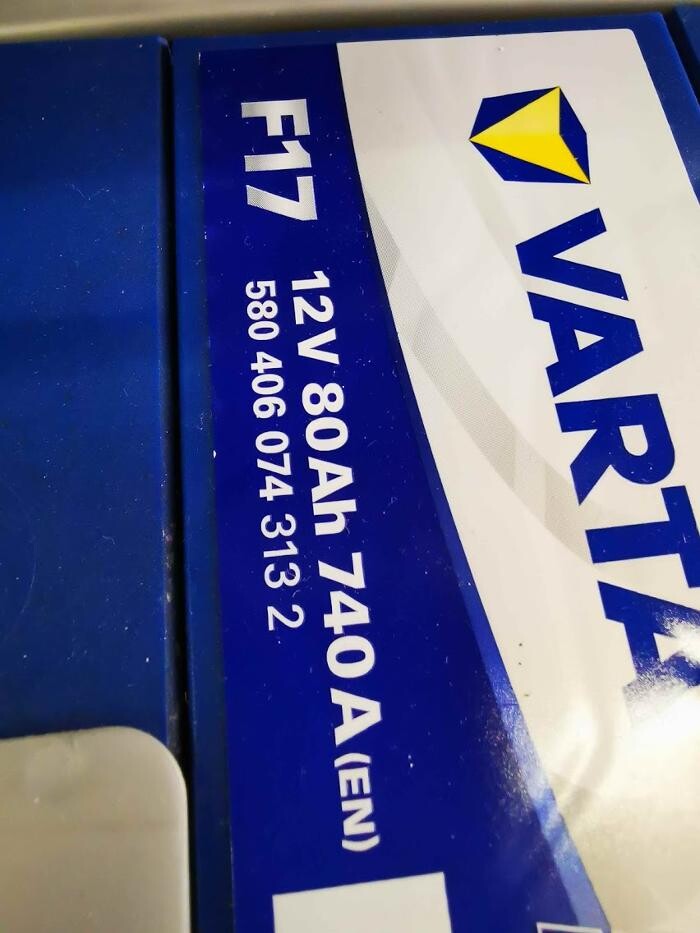 VARTA
F17
12V 80Ah 740A (EN)
580 406 074 313 2